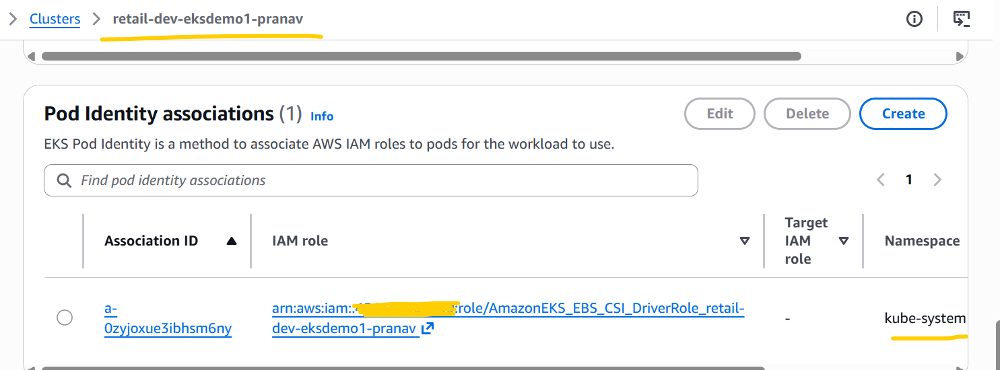 Clusters retail-dev-eksdemo1-pranav
Pod Identity associations (1) Info Edit Delete Create
EKS Pod Identity is a method to associate AWS IAM roles to pods for the workload to use.
Find pod identity associations 1
Association ID IAM role Target IAM role Namespace
a-
0zyjoxue3ibhsm6ny
arn:aws:iam:: :role/AmazonEKS_EBS_CSI_DriverRole_retail-
dev-eksdemo1-pranav
-
kube-system